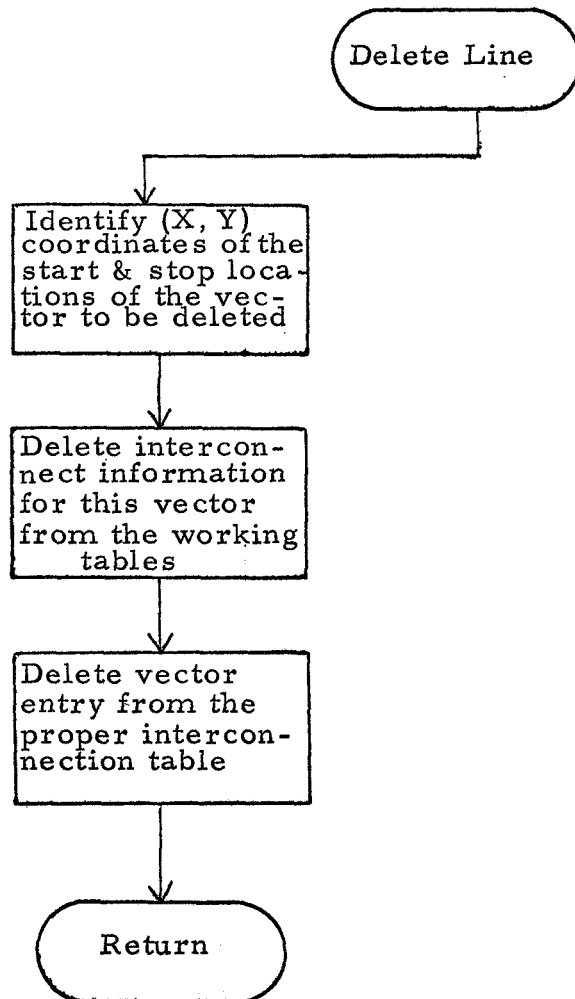 Delete Line
Identify (X, Y)
coordinates of the
start & stop loca-
tions of the vec-
tor to be deleted
Delete intercon-
nect information
for this vector
from the working
tables
Delete vector
entry from the
proper intercon-
nection table
Return